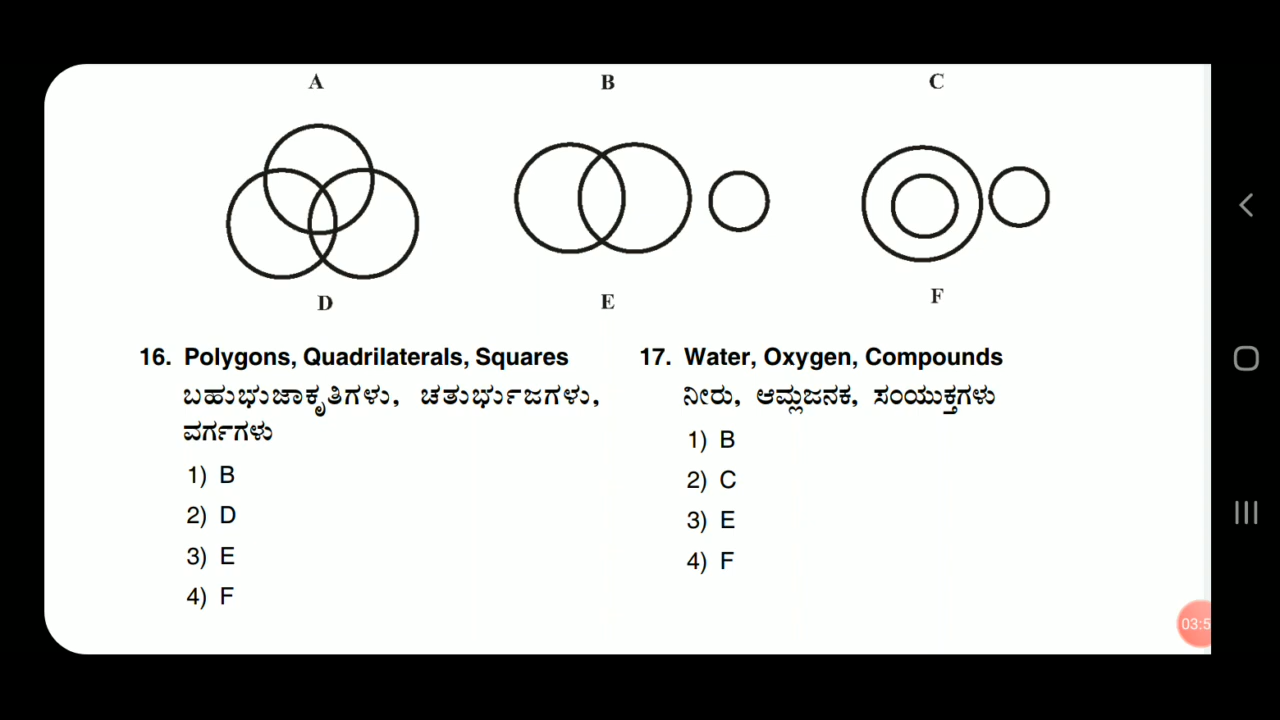 A B C
D E F
16. Polygons, Quadrilaterals, Squares
ಬಹುಭುಜಾಕೃತಿಗಳು, ಚತುರ್ಭುಜಗಳು,
ವರ್ಗಗಳು
1) B
2) D
3) E
4) F
17. Water, Oxygen, Compounds
ನೀರು, ಆಮ್ಲಜನಕ, ಸಂಯುಕ್ತಗಳು
1) B
2) C
3) E
4) F